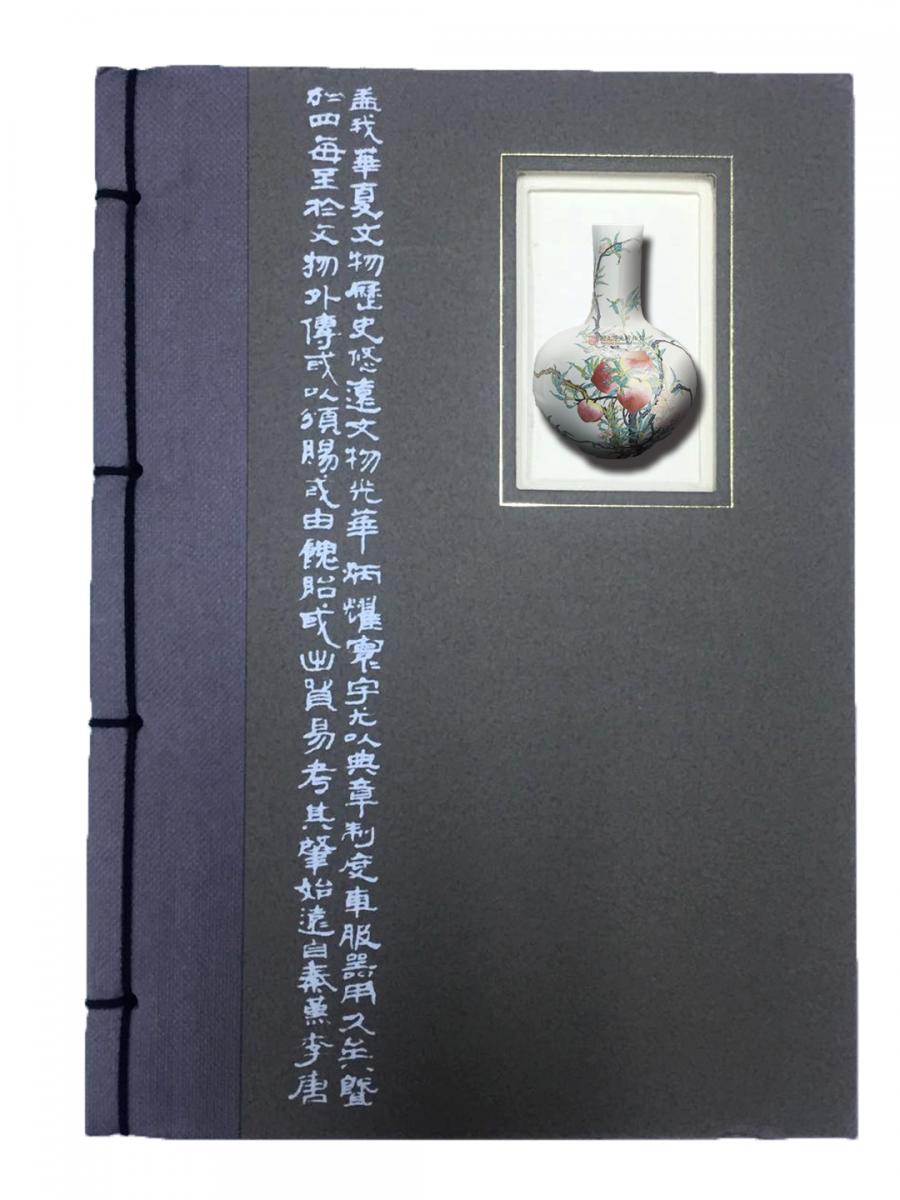 蓋我華夏文物歷史悠遠文物光華炳耀寰宇尤以典章制度車服器用久矣暨
於四海至於文物外傳或以頒賜或由餽貽或出貿易考其肇始遠自秦漢李唐